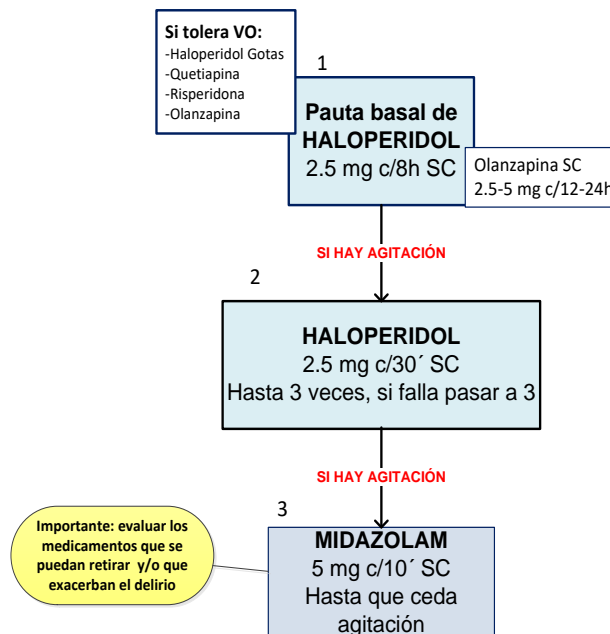 Si tolera VO:
-Haloperidol Gotas
-Quetiapina
-Risperidona
-Olanzapina
1
Pauta basal de
HALOPERIDOL
2.5 mg c/8h SC
Olanzapina SC
2.5-5 mg c/12-24h
SI HAY AGITACIÓN
2
HALOPERIDOL
2.5 mg c/30´ SC
Hasta 3 veces, si falla pasar a 3
SI HAY AGITACIÓN
3
Importante: evaluar los
medicamentos que se
puedan retirar y/o que
exacerban el delirio
MIDAZOLAM
5 mg c/10´ SC
Hasta que ceda
agitación